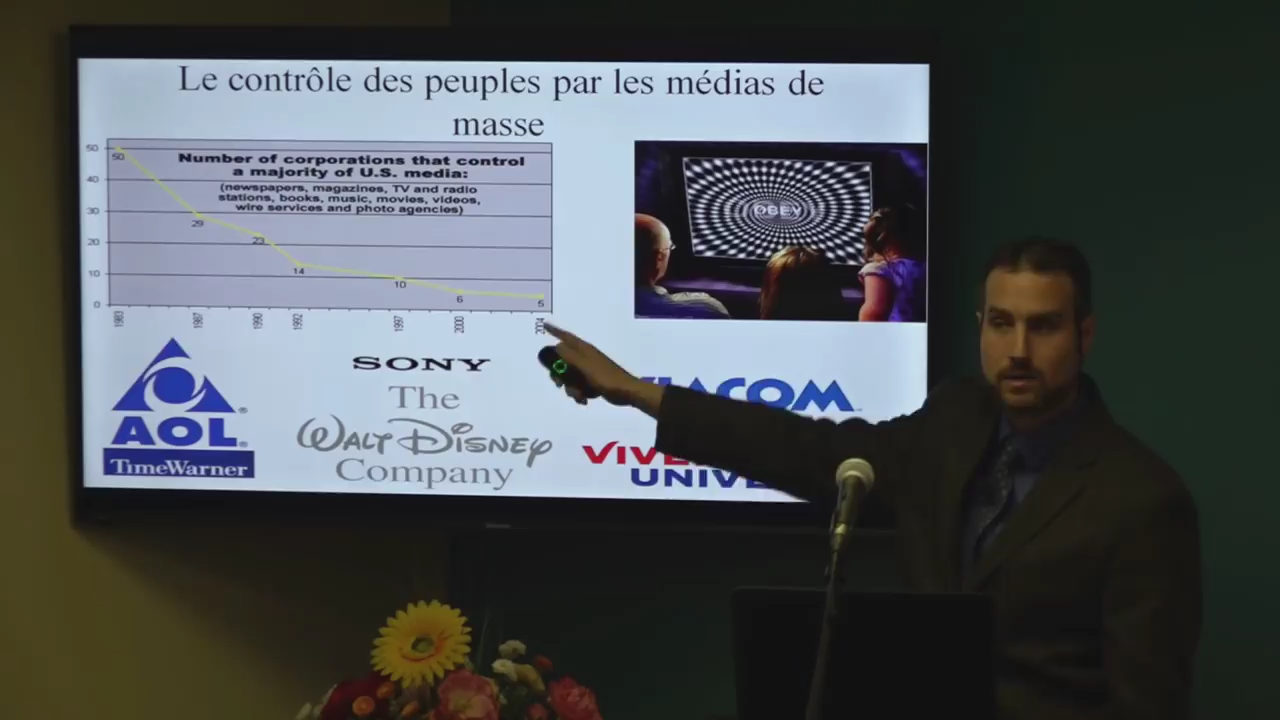 Le contrôle des peuples par les médias de
masse
Number of corporations that control
a majority of U.S. media:
(newspapers, magazines, TV and radio
stations, books, music, movies, videos,
wire services and photo agencies)
50
40
30
20
10
0
50
29
23
14
10
6
5
1983
1987
1990
1992
1997
2000
2004
OBEY
AOL
TimeWarner
SONY
The
WALT DISNEY
Company